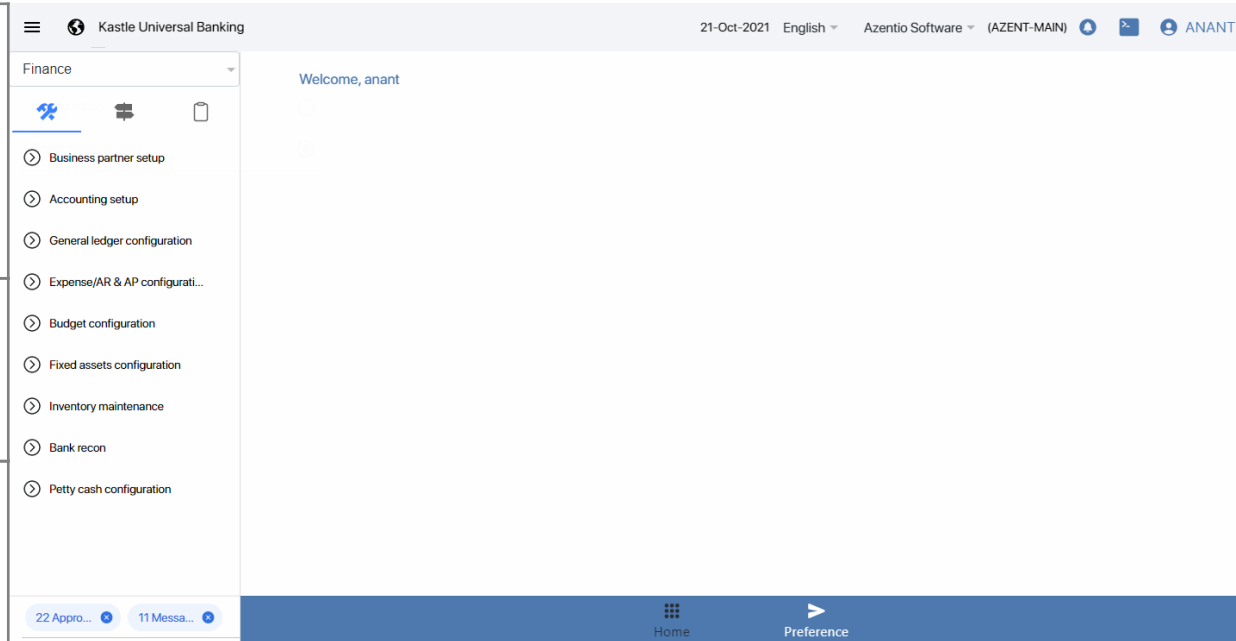 Kastle Universal Banking 21-Oct-2021 English Azentio Software (AZENT-MAIN) ANANT
Finance
Welcome, anant
Business partner setup
Accounting setup
General ledger configuration
Expense/AR & AP configurati...
Budget configuration
Fixed assets configuration
Inventory maintenance
Bank recon
Petty cash configuration
22 Appro... 11 Messa...
Home Preference